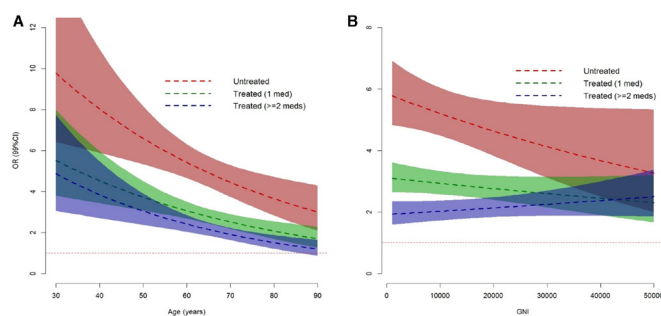 A
B
Untreated
Treated (1 med)
Treated (>=2 meds)
OR (99%CI)
0 2 4 6 8 10 12
30 40 50 60 70 80 90
Age (years)
Untreated
Treated (1 med)
Treated (>=2 meds)
0 2 4 6 8
0 10000 20000 30000 40000 50000
GNI